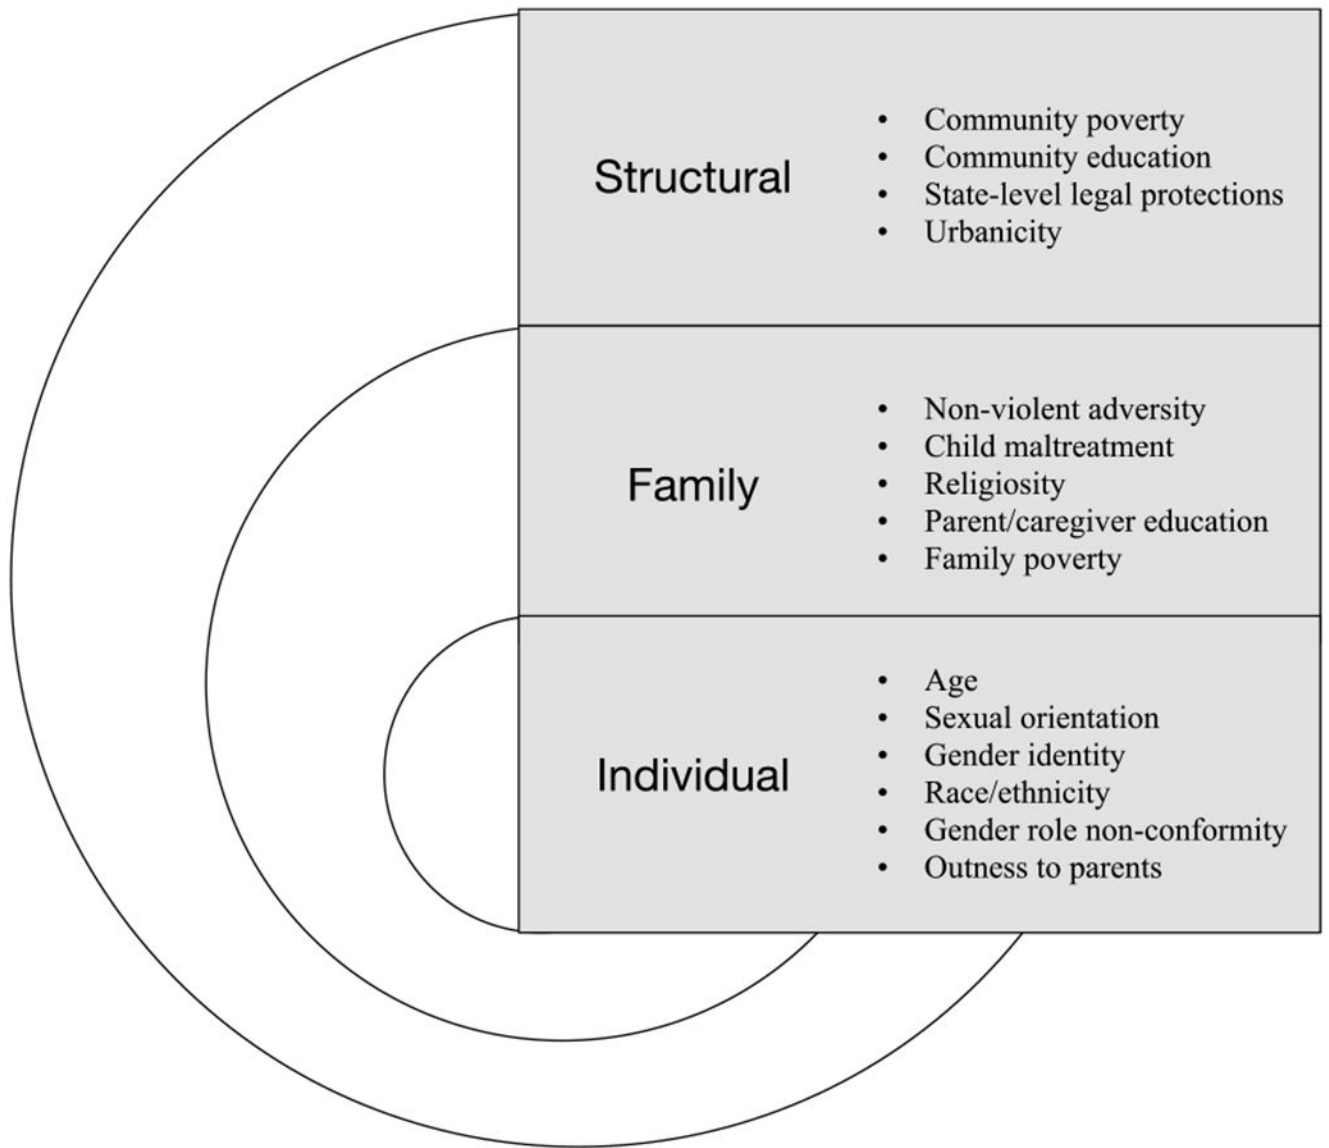 Structural
• Community poverty
• Community education
• State-level legal protections
• Urbanicity
Family
• Non-violent adversity
• Child maltreatment
• Religiosity
• Parent/caregiver education
• Family poverty
Individual
• Age
• Sexual orientation
• Gender identity
• Race/ethnicity
• Gender role non-conformity
• Outness to parents